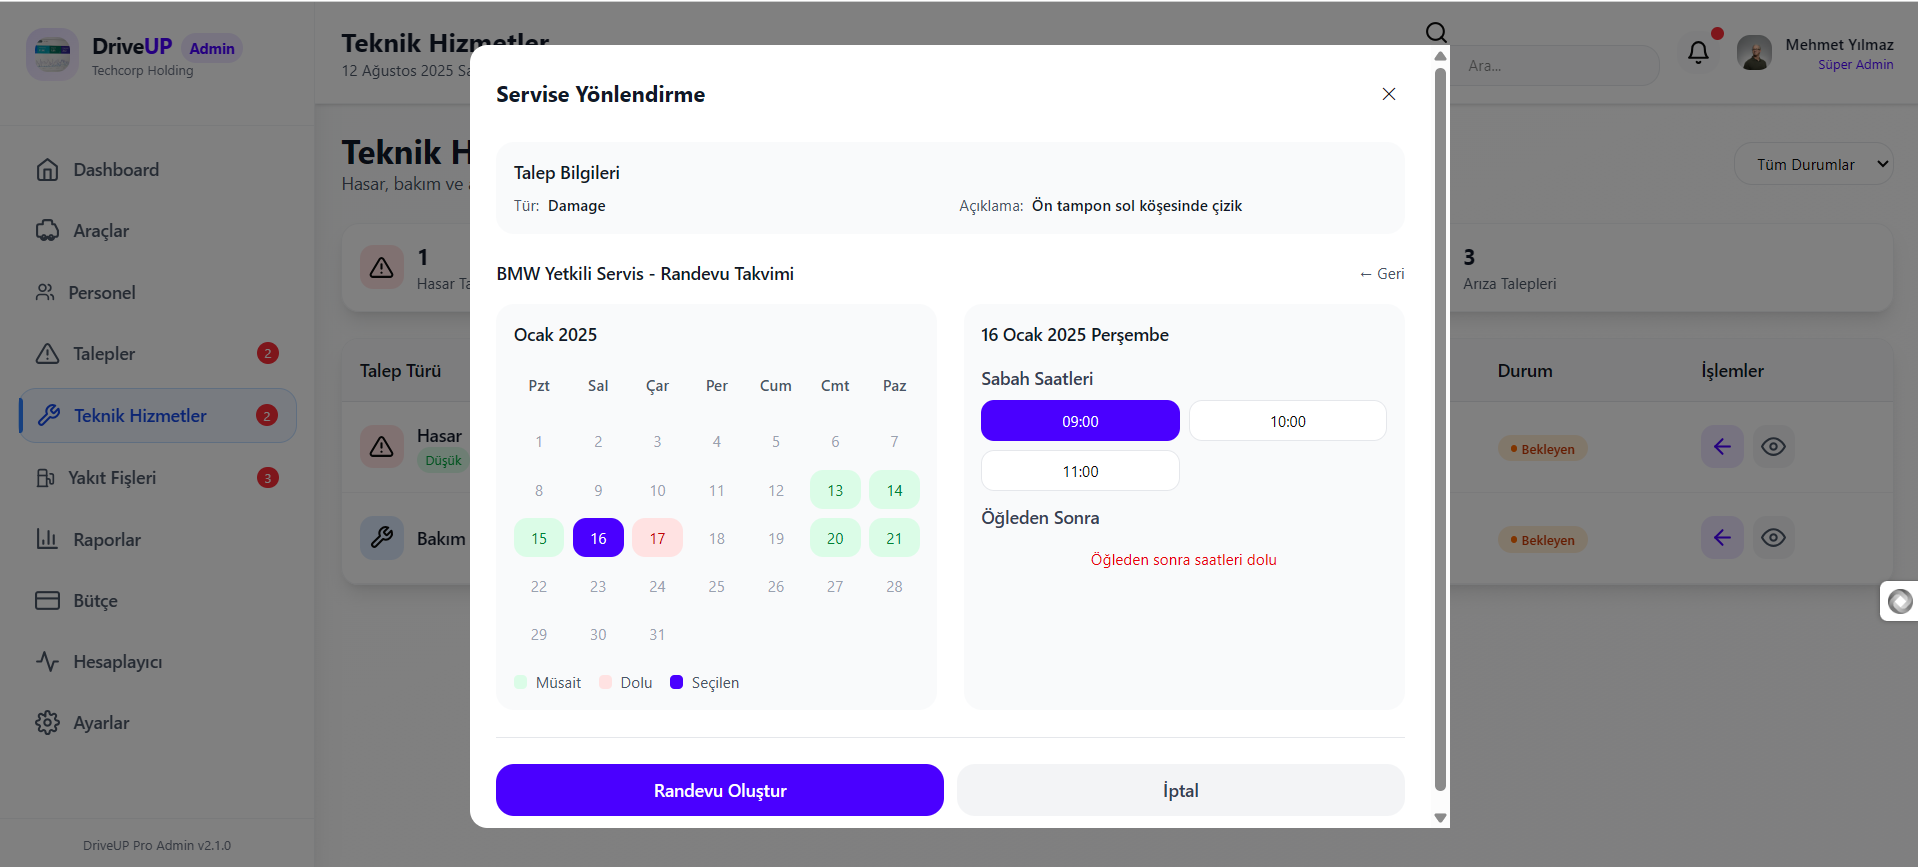 DriveUP Admin
Techcorp Holding
Dashboard
Araçlar
Personel
Talepler 2
Teknik Hizmetler 2
Yakıt Fişleri 3
Raporlar
Bütçe
Hesaplayıcı
Ayarlar
DriveUP Pro Admin v2.1.0
Teknik Hizmetler
12 Ağustos 2025 Sa
Ara...
Mehmet Yılmaz
Süper Admin
Teknik H
Hasar, bakım ve
Tüm Durumlar
1
Hasar Ta
3
Arıza Talepleri
Talep Türü
Durum
İşlemler
Hasar
Düşük
Bekleyen
Bakım
Bekleyen
Servise Yönlendirme
Talep Bilgileri
Tür: Damage
Açıklama: Ön tampon sol köşesinde çizik
BMW Yetkili Servis - Randevu Takvimi
← Geri
Ocak 2025
Pzt Sal Çar Per Cum Cmt Paz
1 2 3 4 5 6 7
8 9 10 11 12 13 14
15 16 17 18 19 20 21
22 23 24 25 26 27 28
29 30 31
Müsait Dolu Seçilen
16 Ocak 2025 Perşembe
Sabah Saatleri
09:00 10:00
11:00
Öğleden Sonra
Öğleden sonra saatleri dolu
Randevu Oluştur
İptal